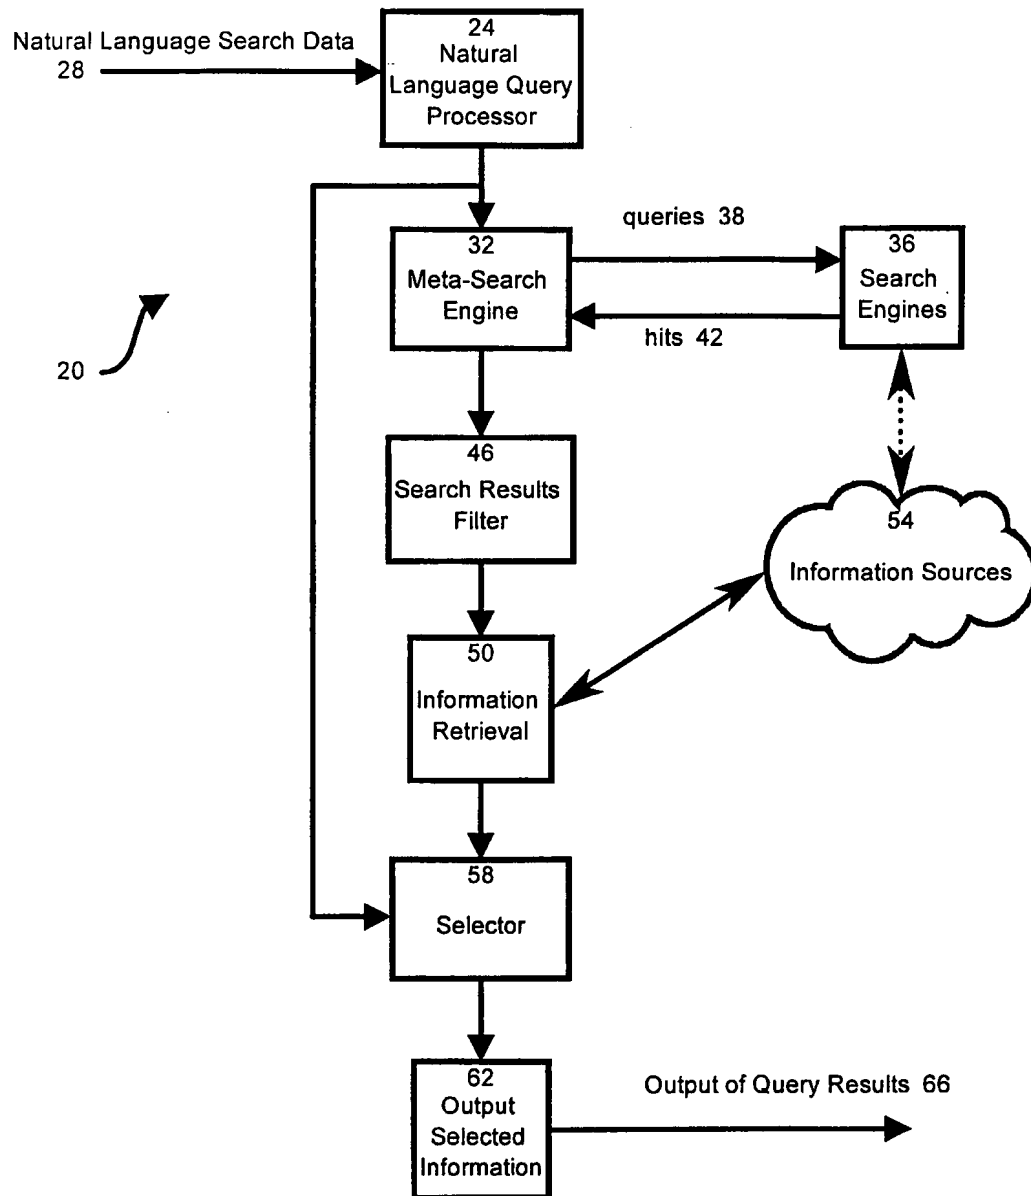 24
Natural Language Search Data
Natural
28
Language Query
Processor
queries 38
32
36
Meta-Search
Search
Engine
Engines
hits 42
20
46
Search Results
Filter
54
Information Sources
50
Information
Retrieval
58
Selector
62
Output of Query Results 66
Output
Selected
Information